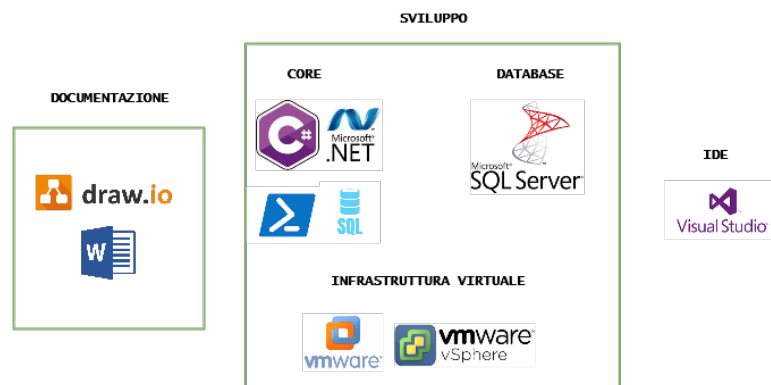 SVILUPPO
CORE
DATABASE
DOCUMENTAZIONE
C#
Microsoft®
.NET
Microsoft®
SQL Server®
IDE
draw.io
SQL
Visual Studio®
W
INFRASTRUTTURA VIRTUALE
vmware®
vmware®
vSphere